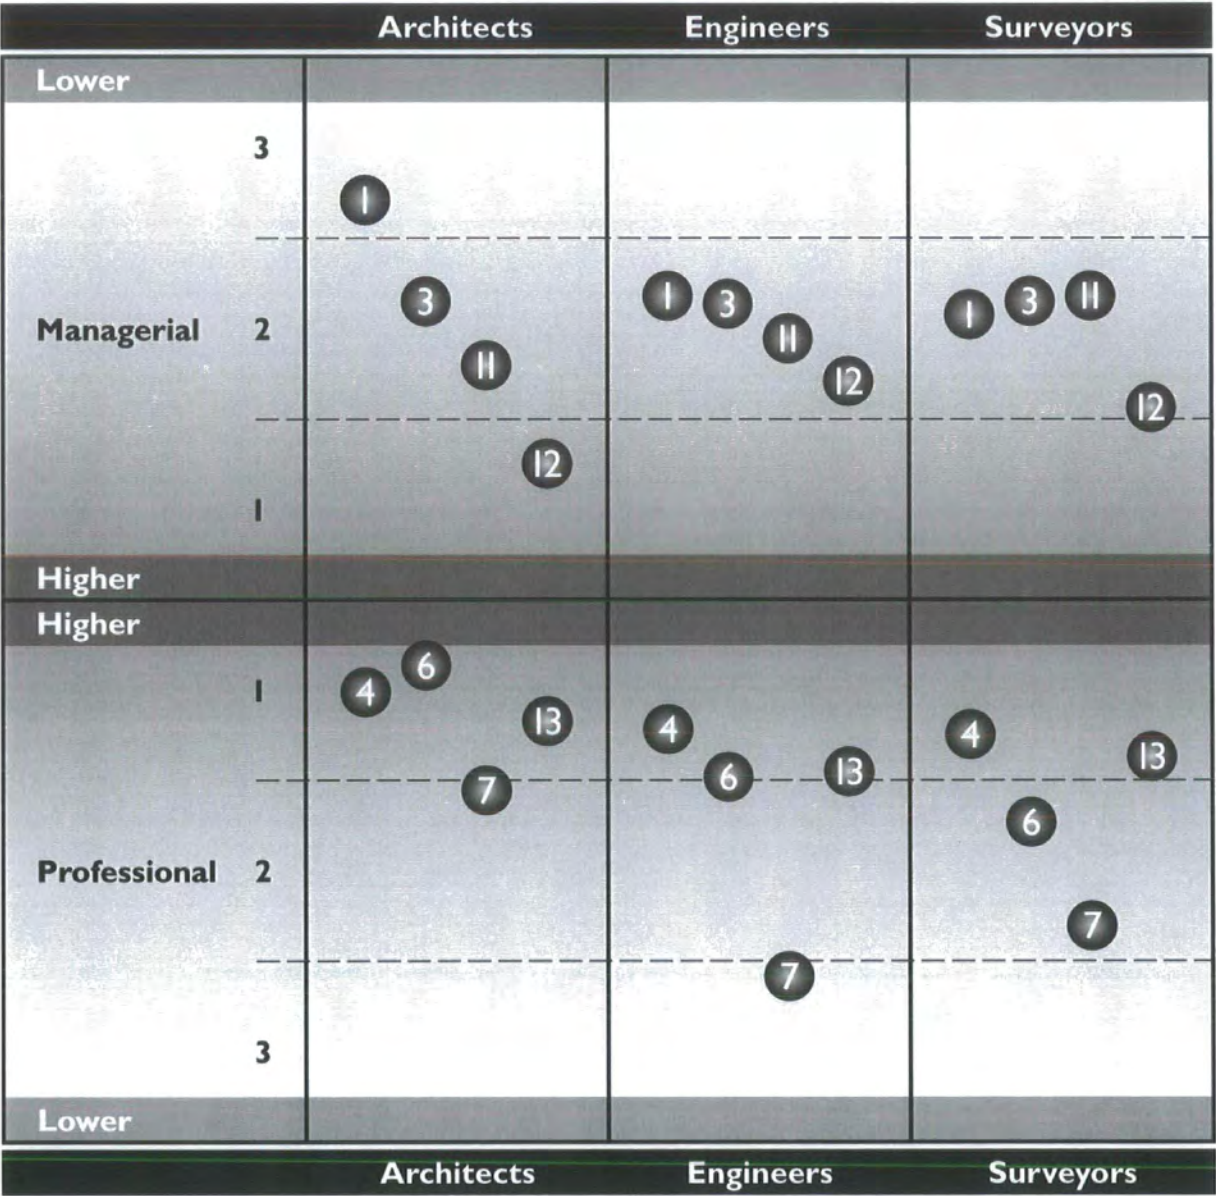 Architects Engineers Surveyors
Lower
3
1
3 1 3 11 1 3 11
Managerial 2
11 12 12
12
1
Higher
Higher
1 4 6 13 4 4
7 6 13 13
6
Professional 2
7
7
3
Lower
Architects Engineers Surveyors